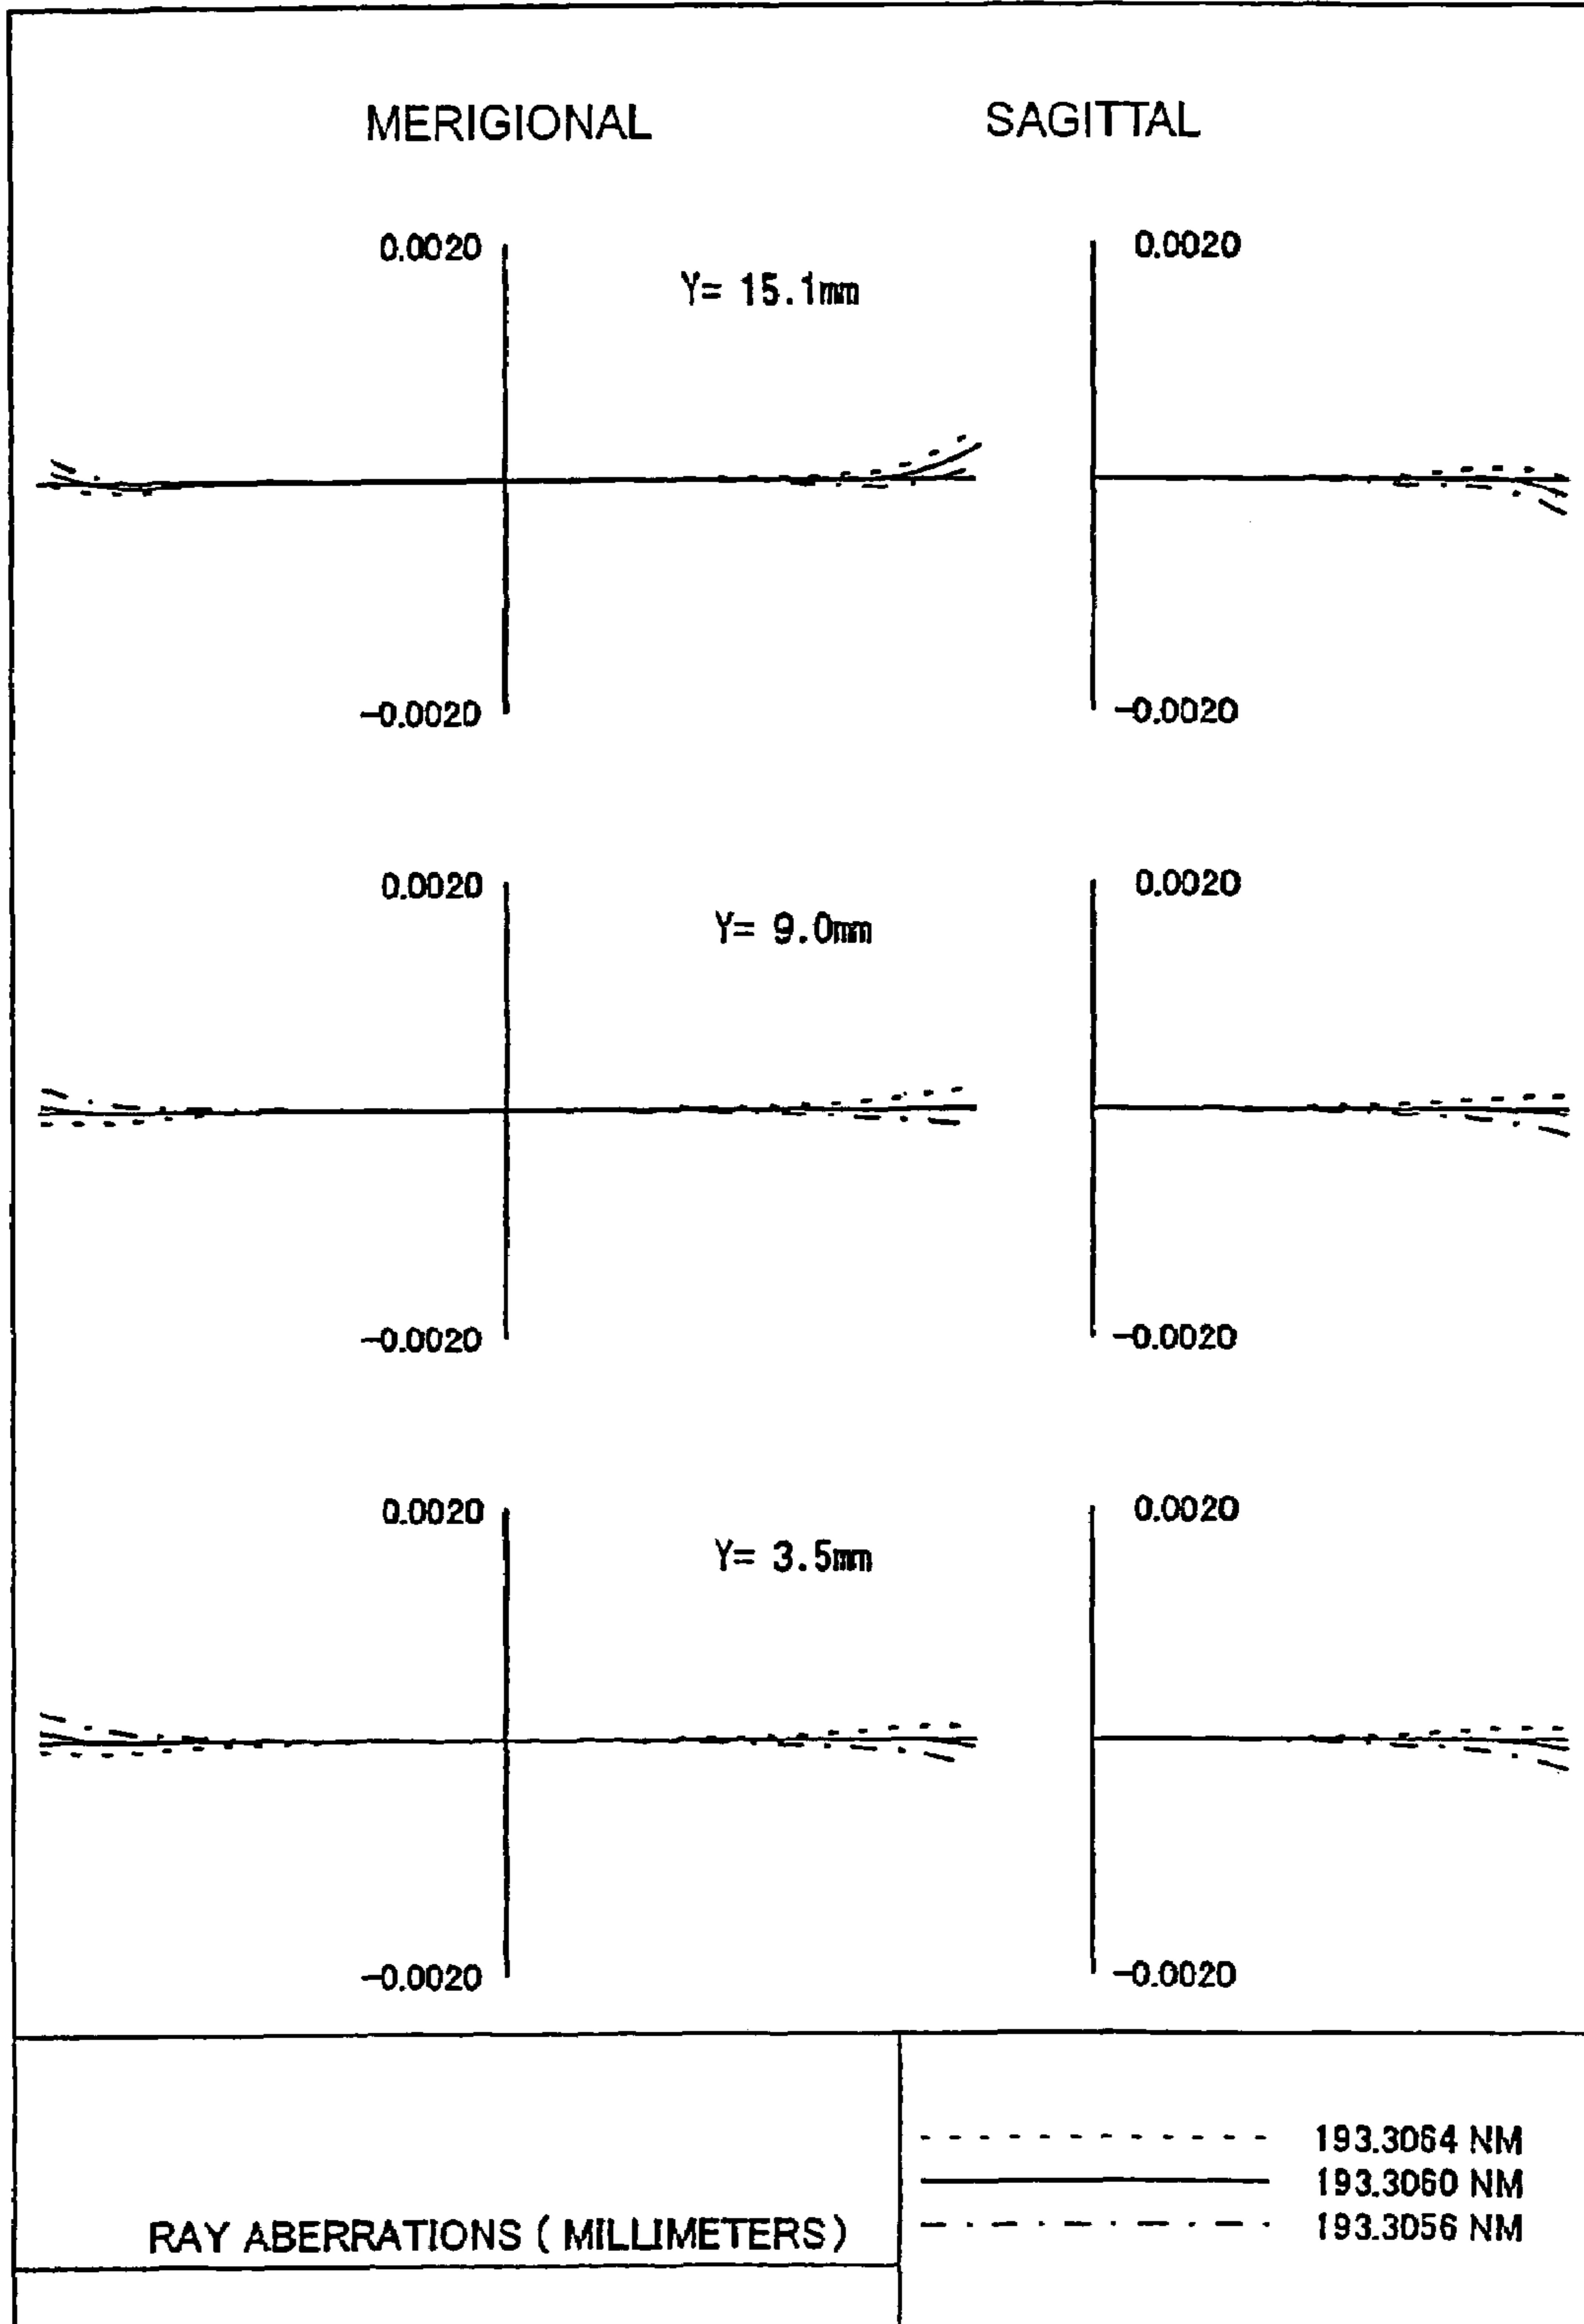 MERIGIONAL SAGITTAL
0.0020 0.0020
Y= 15.1mm
-0.0020 -0.0020
0.0020 0.0020
Y= 9.0mm
-0.0020 -0.0020
0.0020 0.0020
Y= 3.5mm
-0.0020 -0.0020
193.3064 NM
193.3060 NM
193.3056 NM
RAY ABERRATIONS ( MILLIMETERS )